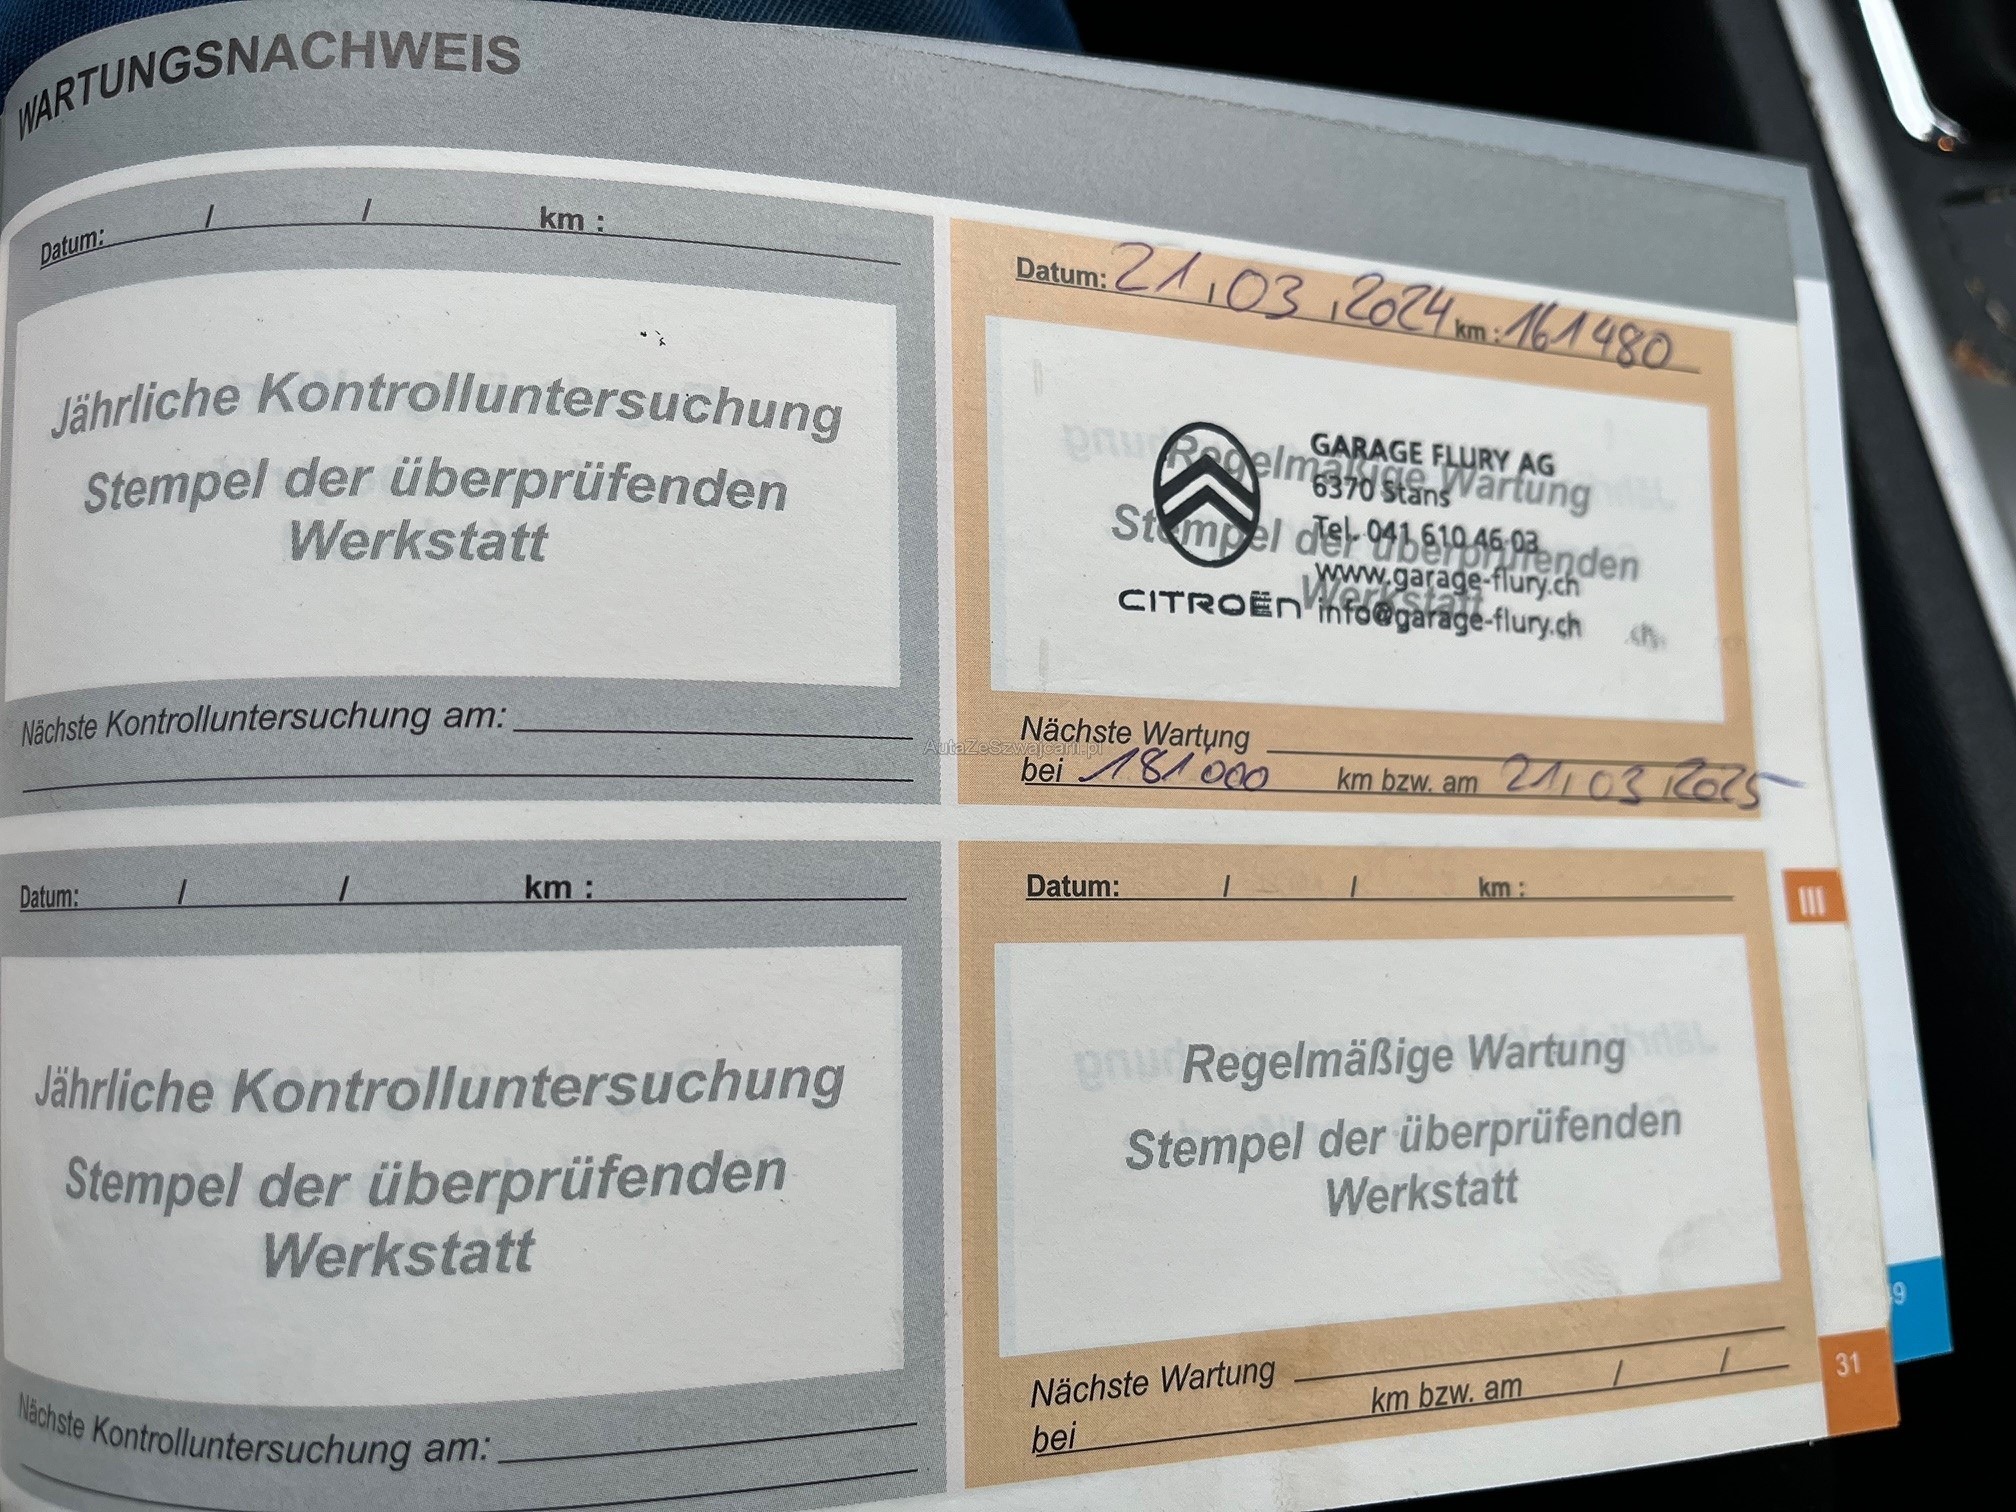 WARTUNGSNACHWEIS
Datum: / / km :
Jährliche Kontrolluntersuchung
Stempel der überprüfenden
Werkstatt
Nächste Kontrolluntersuchung am:
Datum: 21, 03, 2024 km : 161480
Regelmäßige Wartung
Stempel der überprüfenden
Werkstatt
CITROËN
GARAGE FLURY AG
6370 Stans
Tel. 041 610 46 03
www.garage-flury.ch
info@garage-flury.ch
Nächste Wartung
bei 181 000 km bzw. am 21, 03, 2025
AutaZeSzwajcarii.pl
Datum: / / km :
Jährliche Kontrolluntersuchung
Stempel der überprüfenden
Werkstatt
Nächste Kontrolluntersuchung am:
Datum: / / km :
Regelmäßige Wartung
Stempel der überprüfenden
Werkstatt
Nächste Wartung
bei km bzw. am / /
III
31